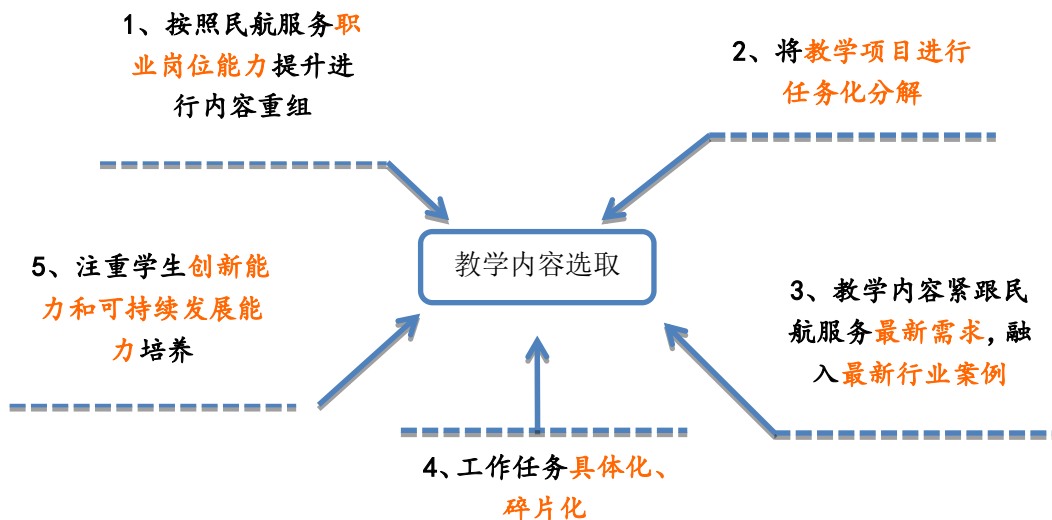 1、按照民航服务职
业岗位能力提升进
行内容重组
2、将教学项目进行
任务化分解
教学内容选取
5、注重学生创新能
力和可持续发展能
力培养
3、教学内容紧跟民
航服务最新需求，融
入最新行业案例
4、工作任务具体化、
碎片化